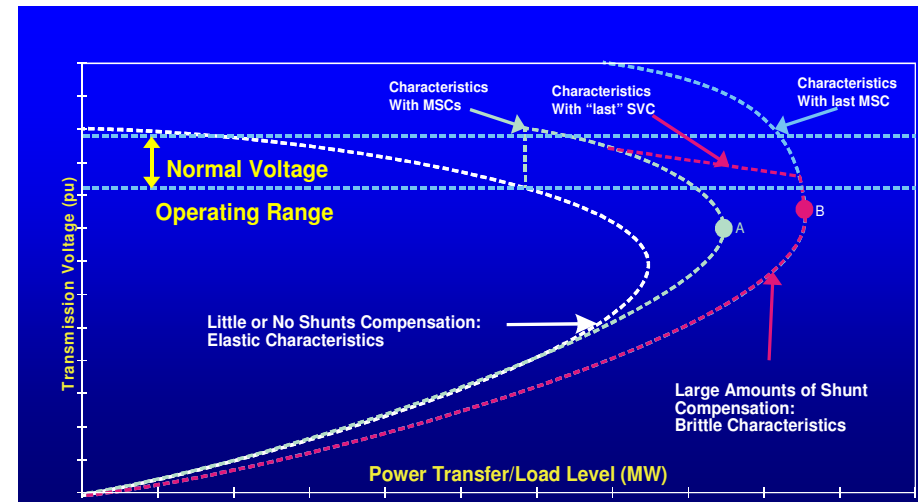 Characteristics
With MSCs
Characteristics
With "last" SVC
Characteristics
With last MSC
Normal Voltage
Operating Range
B
A
Transmission Voltage (pu)
Little or No Shunts Compensation:
Elastic Characteristics
Large Amounts of Shunt
Compensation:
Brittle Characteristics
Power Transfer/Load Level (MW)